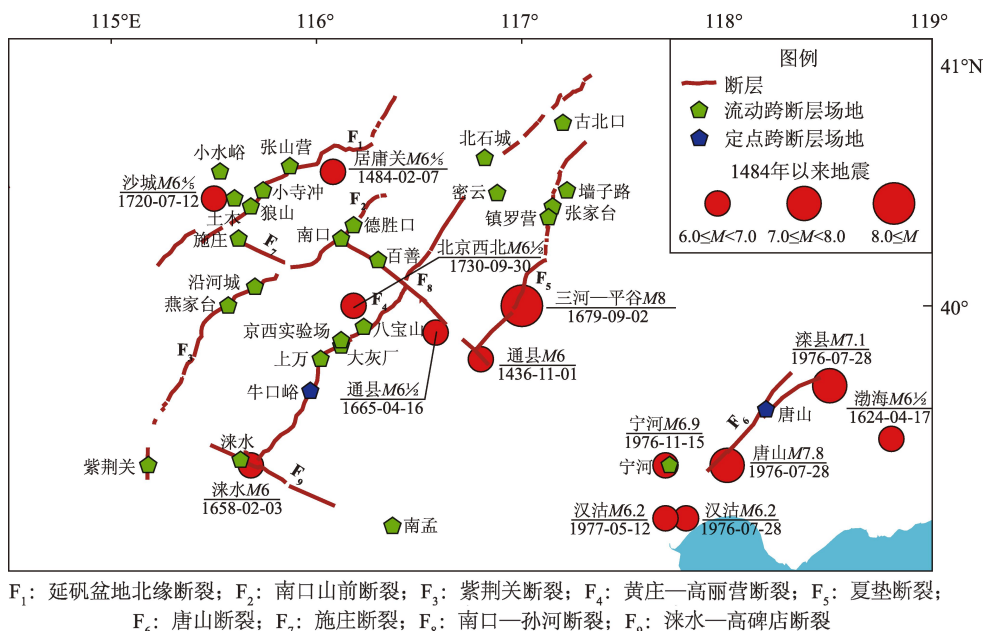 115°E 116° 117° 118° 119°
41°N
40°
图例
断层
流动跨断层场地
定点跨断层场地
1484年以来地震
6.0≤M<7.0 7.0≤M<8.0 8.0≤M
古北口
北石城
F₁
张山营
小水峪
居庸关M6¾
1484-02-07
沙城M6¾
1720-07-12
小寺冲
土木
狼山
施庄
F₇
F₂
德胜口
南口
百善
密云
镇罗营
墙子路
张家台
北京西北M6½
1730-09-30
F₈
F₅
沿河城
燕家台
F₄
三河—平谷M8
1679-09-02
京西实验场
八宝山
F₃
上万
大灰厂
通县M6
1436-11-01
牛口峪
通县M6½
1665-04-16
滦县M7.1
1976-07-28
渤海M6½
1624-04-17
F₆
唐山
宁河M6.9
1976-11-15
宁河
唐山M7.8
1976-07-28
紫荆关
涞水
F₉
涞水M6
1658-02-03
南孟
汉沽M6.2
1977-05-12
汉沽M6.2
1976-07-28
F₁：延矾盆地北缘断裂；F₂：南口山前断裂；F₃：紫荆关断裂；F₄：黄庄—高丽营断裂；F₅：夏垫断裂；
F₆：唐山断裂；F₇：施庄断裂；F₈：南口—孙河断裂；F₉：涞水—高碑店断裂